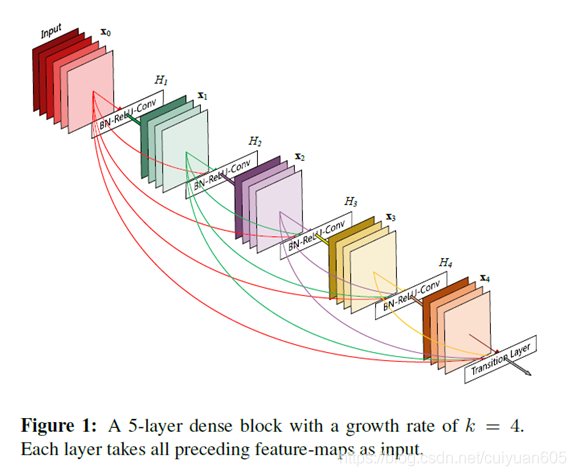 Input
x0
H1
BN-ReLU-Conv
x1
H2
BN-ReLU-Conv
x2
H3
BN-ReLU-Conv
x3
H4
BN-ReLU-Conv
x4
Transition Layer
Figure 1: A 5-layer dense block with a growth rate of k = 4.
Each layer takes all preceding feature-maps as input.
https://blog.csdn.net/cuiyuan605